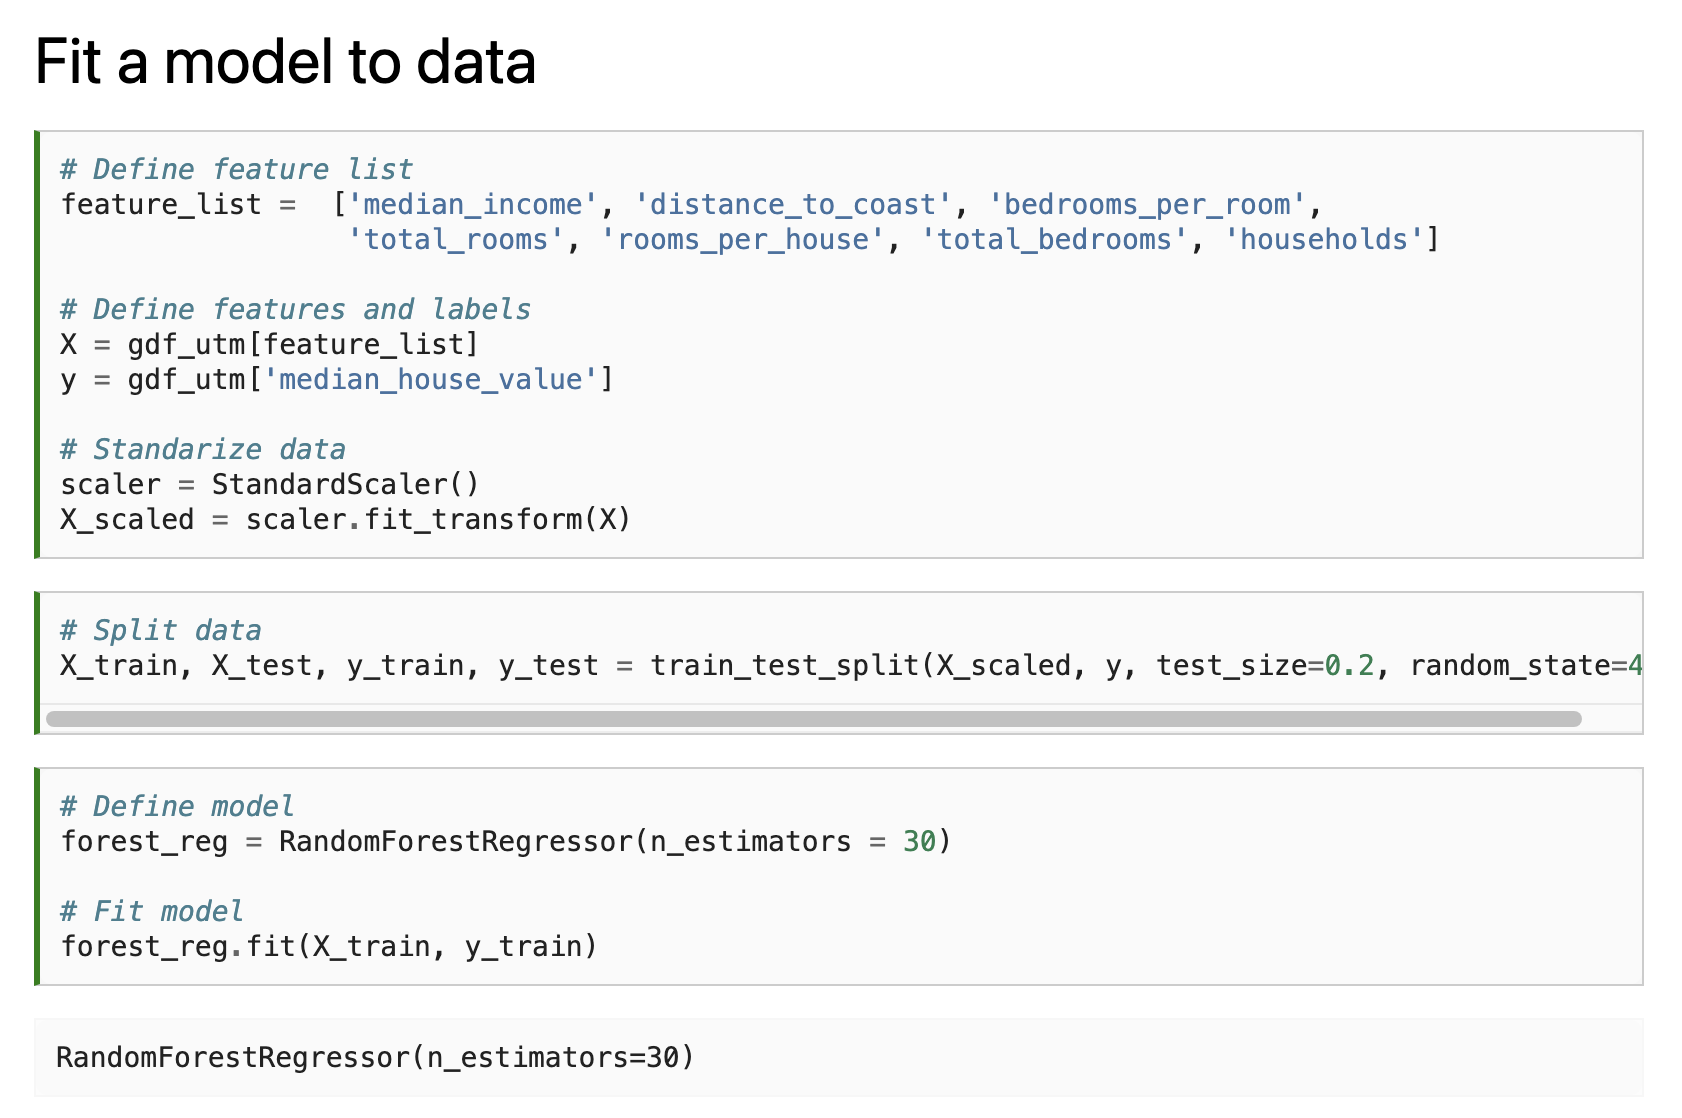 Fit a model to data
# Define feature list
feature_list =  ['median_income', 'distance_to_coast', 'bedrooms_per_room',
                 'total_rooms', 'rooms_per_house', 'total_bedrooms', 'households']
# Define features and labels
X = gdf_utm[feature_list]
y = gdf_utm['median_house_value']
# Standarize data
scaler = StandardScaler()
X_scaled = scaler.fit_transform(X)
# Split data
X_train, X_test, y_train, y_test = train_test_split(X_scaled, y, test_size=0.2, random_state=4
# Define model
forest_reg = RandomForestRegressor(n_estimators = 30)
# Fit model
forest_reg.fit(X_train, y_train)
RandomForestRegressor(n_estimators=30)